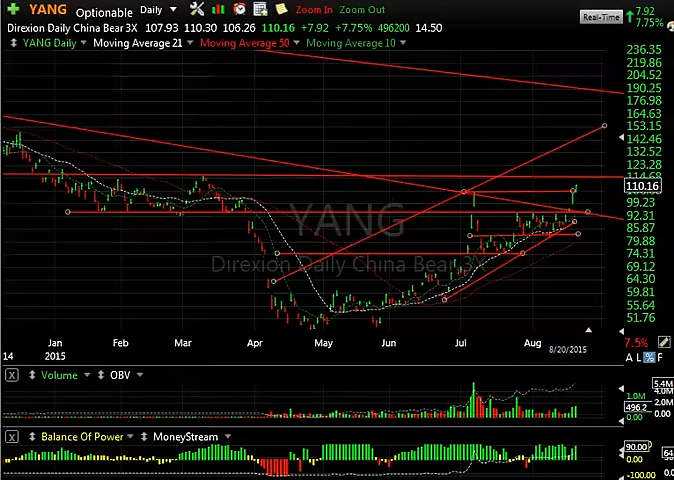 YANG Optionable Daily Zoom In Zoom Out Real-Time 7.92
7.75%
Direxion Daily China Bear 3X 107.93 110.30 106.26 110.16 +7.92 +7.75% 496200 14.50
YANG Daily Moving Average 21 Moving Average 50 Moving Average 10
236.35
219.86
204.52
190.25
176.98
164.63
153.15
142.46
132.52
123.28
114.68
110.16
99.23
92.31
85.87
79.88
74.31
69.12
64.30
59.81
55.64
51.76
YANG
Direxion Daily China Bear 3X
Jan Feb Mar Apr May Jun Jul Aug 7.5%
14 2015 8/20/2015 A L % F
X Volume OBV
5.4M
4.0M
1.0M 2.0M
496.2
0.00 0.00
X Balance Of Power MoneyStream
90.00
0.00
-100.00